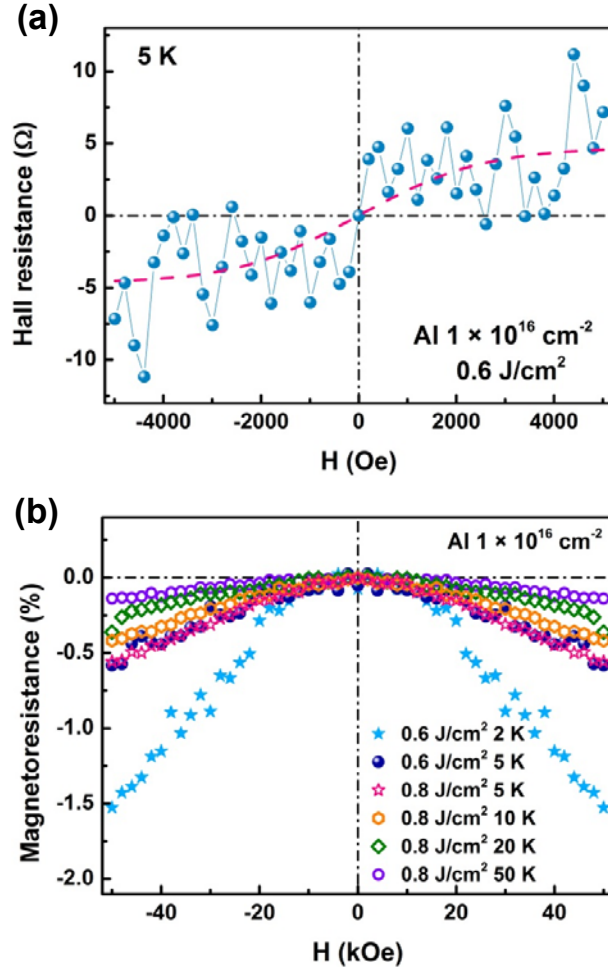 (a)
5 K
10
5
0
-5
-10
Hall resistance (Ω)
Al 1 × 10¹⁶ cm⁻²
0.6 J/cm²
-4000 -2000 0 2000 4000
H (Oe)
(b)
Al 1 × 10¹⁶ cm⁻²
0.0
-0.5
-1.0
-1.5
-2.0
Magnetoresistance (%)
0.6 J/cm² 2 K
0.6 J/cm² 5 K
0.8 J/cm² 5 K
0.8 J/cm² 10 K
0.8 J/cm² 20 K
0.8 J/cm² 50 K
-40 -20 0 20 40
H (kOe)